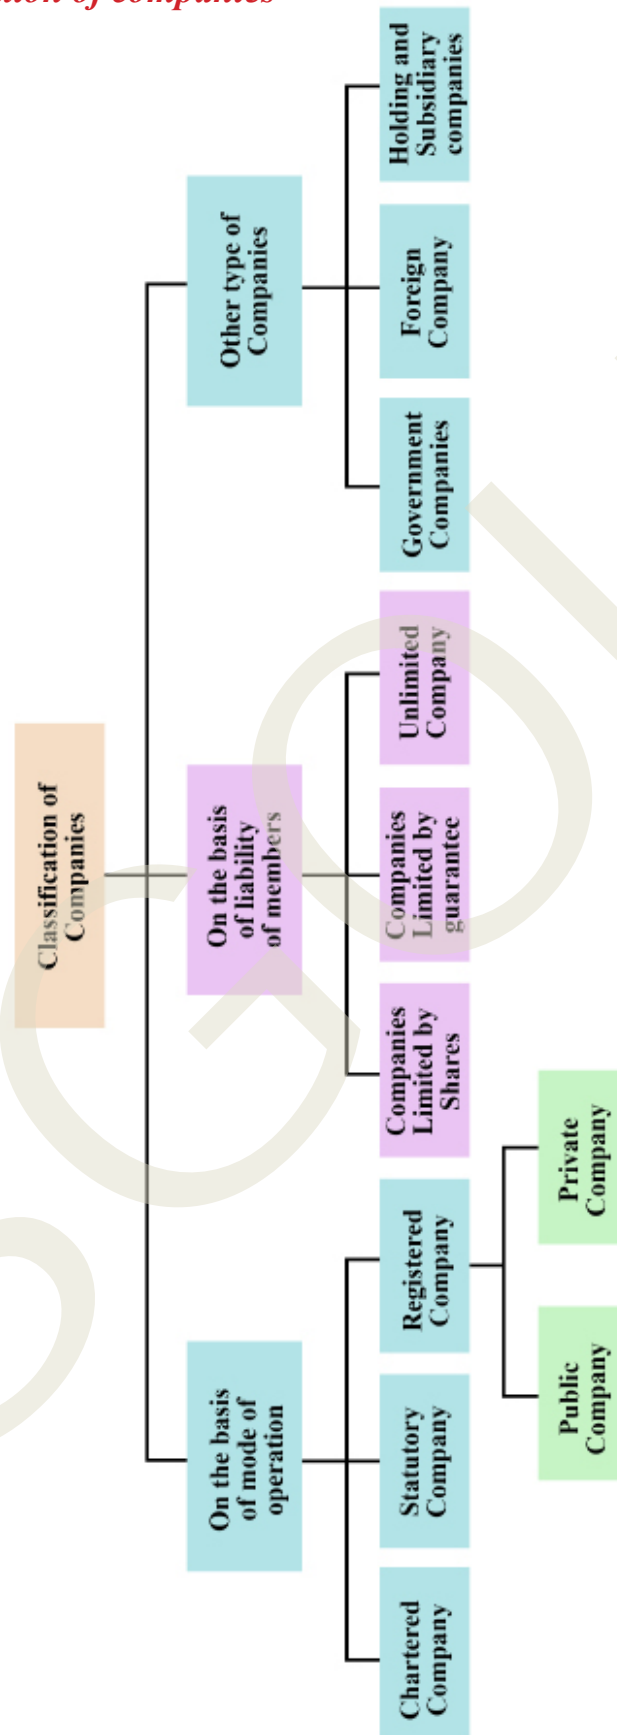 of companies
Classification of
Companies
On the basis
of mode of
operation
On the basis
of liability
of members
Other type of
Companies
Chartered
Company
Statutory
Company
Registered
Company
Companies
Limited by
Shares
Companies
Limited by
guarantee
Unlimited
Company
Government
Companies
Foreign
Company
Holding and
Subsidiary
companies
Public
Company
Private
Company